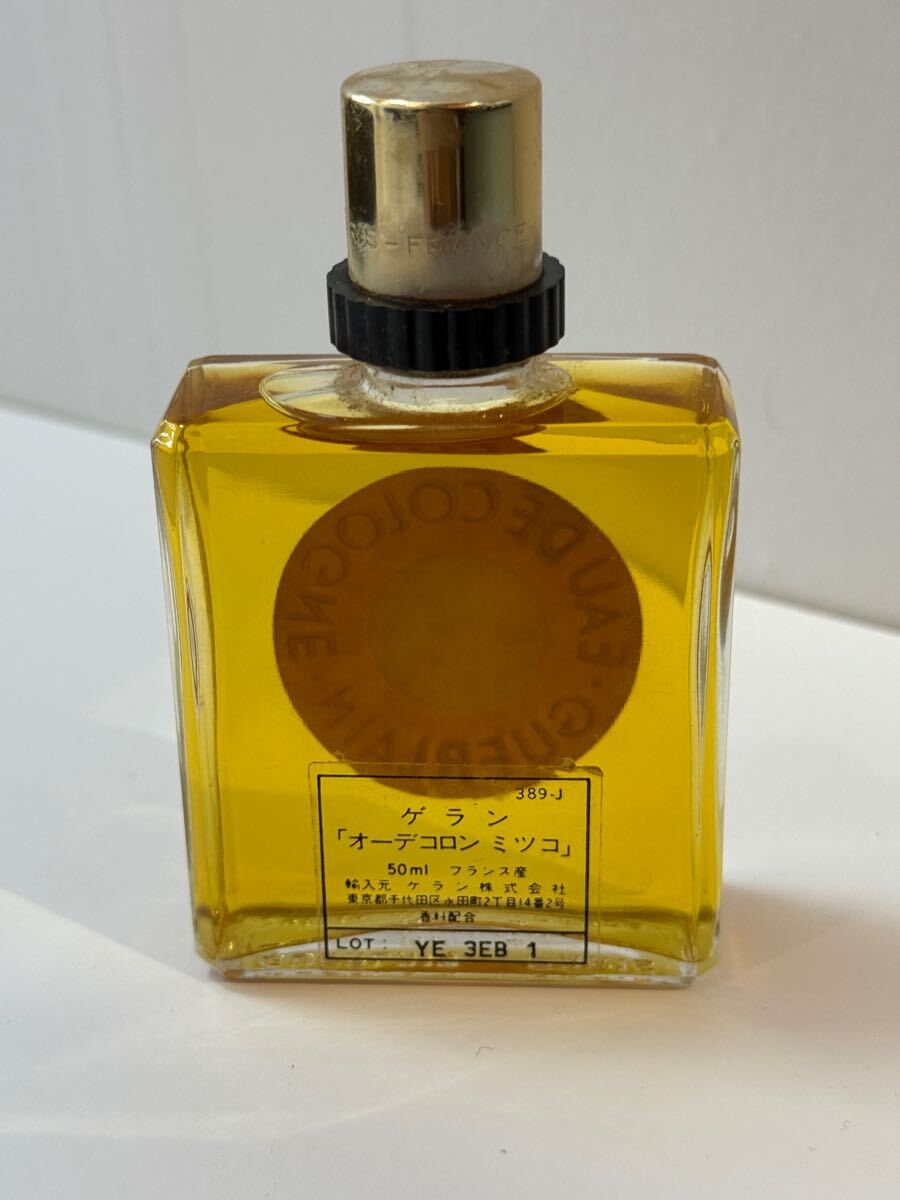 RIS-FRANCE
EAU DE COLOGNE · GUERLAIN ·
389-J
ゲラン
「オーデコロン ミツコ」
50ml フランス産
輸入元 ゲラン株式会社
東京都千代田区永田町2丁目14番2号
香料配合
LOT: YE 3EB 1